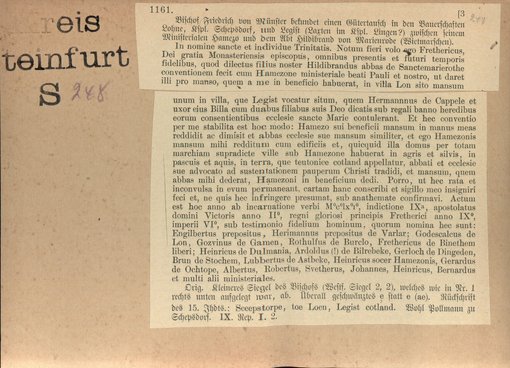 Kreis
Steinfurt
S 248
1161. [3
248
Bischof Friedrich von Münster bekundet einen Gütertausch in den Bauerschaften
Lohne, Kspl. Schepsdorf, und Legist (Laxten im Kspl. Lingen?) zwischen seinem
Ministerialen Hamezo und dem Abt Hildibrand von Marienrode (Wietmarschen).
In nomine sancte et individue Trinitatis. Notum fieri volo ego Frethericus,
Dei gratia Monasteriensis episcopus, omnibus presentis et futuri temporis
fidelibus, quod dilectus filius noster Hildibrandus abbas de Sanctemarierothe
conventionem fecit cum Hamezone ministeriale beati Pauli et nostro, ut daret
illi pro manso, quem a me in beneficio habuerat, in villa Lon sito mansum
unum in villa, que Legist vocatur situm, quem Hermannus de Cappele et
uxor eius Billa cum duabus filiabus suis Deo dicatis sub regali banno heredibus
eorum consentientibus ecclesie sancte Marie contulerant. Et hec conventio
per me stabilita est hoc modo: Hamezo sui beneficii mansum in manus meas
reddidit ac dimisit et abbas ecclesie sue mansum similiter, et ego Hamezonis
mansum mihi redditum cum edificiis et, quicquid illa domus per totam
marchiam supradicte ville sub Hamezone habuerat in agris et silvis, in
pascuis et aquis, in terra, que teutonice cotland appellatur, abbati et ecclesie
sue advocato ad sustentationem pauperum Christi tradidi, et mansum, quem
abbas mihi dederat, Hamezoni in beneficium dedi. Porro, ut hec rata et
inconvulsa in evum permaneant, cartam hanc conscribi et sigillo meo insigniri
feci et, ne quis hec infringere presumat, sub anathemate confirmavi. Actum
est hoc anno ab incarnatione verbi M°c°lx°i°, indictione IX°, apostolatus
domini Victoris anno II°, regni gloriosi principis Fretherici anno IX°,
imperii VI°, sub testimonio fidelium hominum, quorum nomina hec sunt:
Engilbertus prepositus, Herimannus prepositus de Varlar; Godescalcus de
Lon, Gozvinus de Gamen, Rothulfus de Burclo, Frethericus de Binethem
liberi; Heinricus de Dulmania, Ardoldus (!) de Bilrebeke, Gerloch de Dingeden,
Brun de Stochem, Lubbertus de Astbeke, Heinricus socer Hamezonis, Gerardus
de Ochtope, Albertus, Robertus, Svetherus, Johannes, Heinricus, Bernardus
et multi alii ministeriales.
Orig. Kleineres Siegel des Bischofs (Westf. Siegel 2, 2), welches wie in Nr. 1
rechts unten aufgelegt war, ab. Überall geschwänztes e statt e (ae). Rückschrift
des 15. Jhdts.: Sceepstorpe, toe Loen, Legist cotland. Wohl Pollmann zu
Schepsdorf. IX. Rep. I. 2.